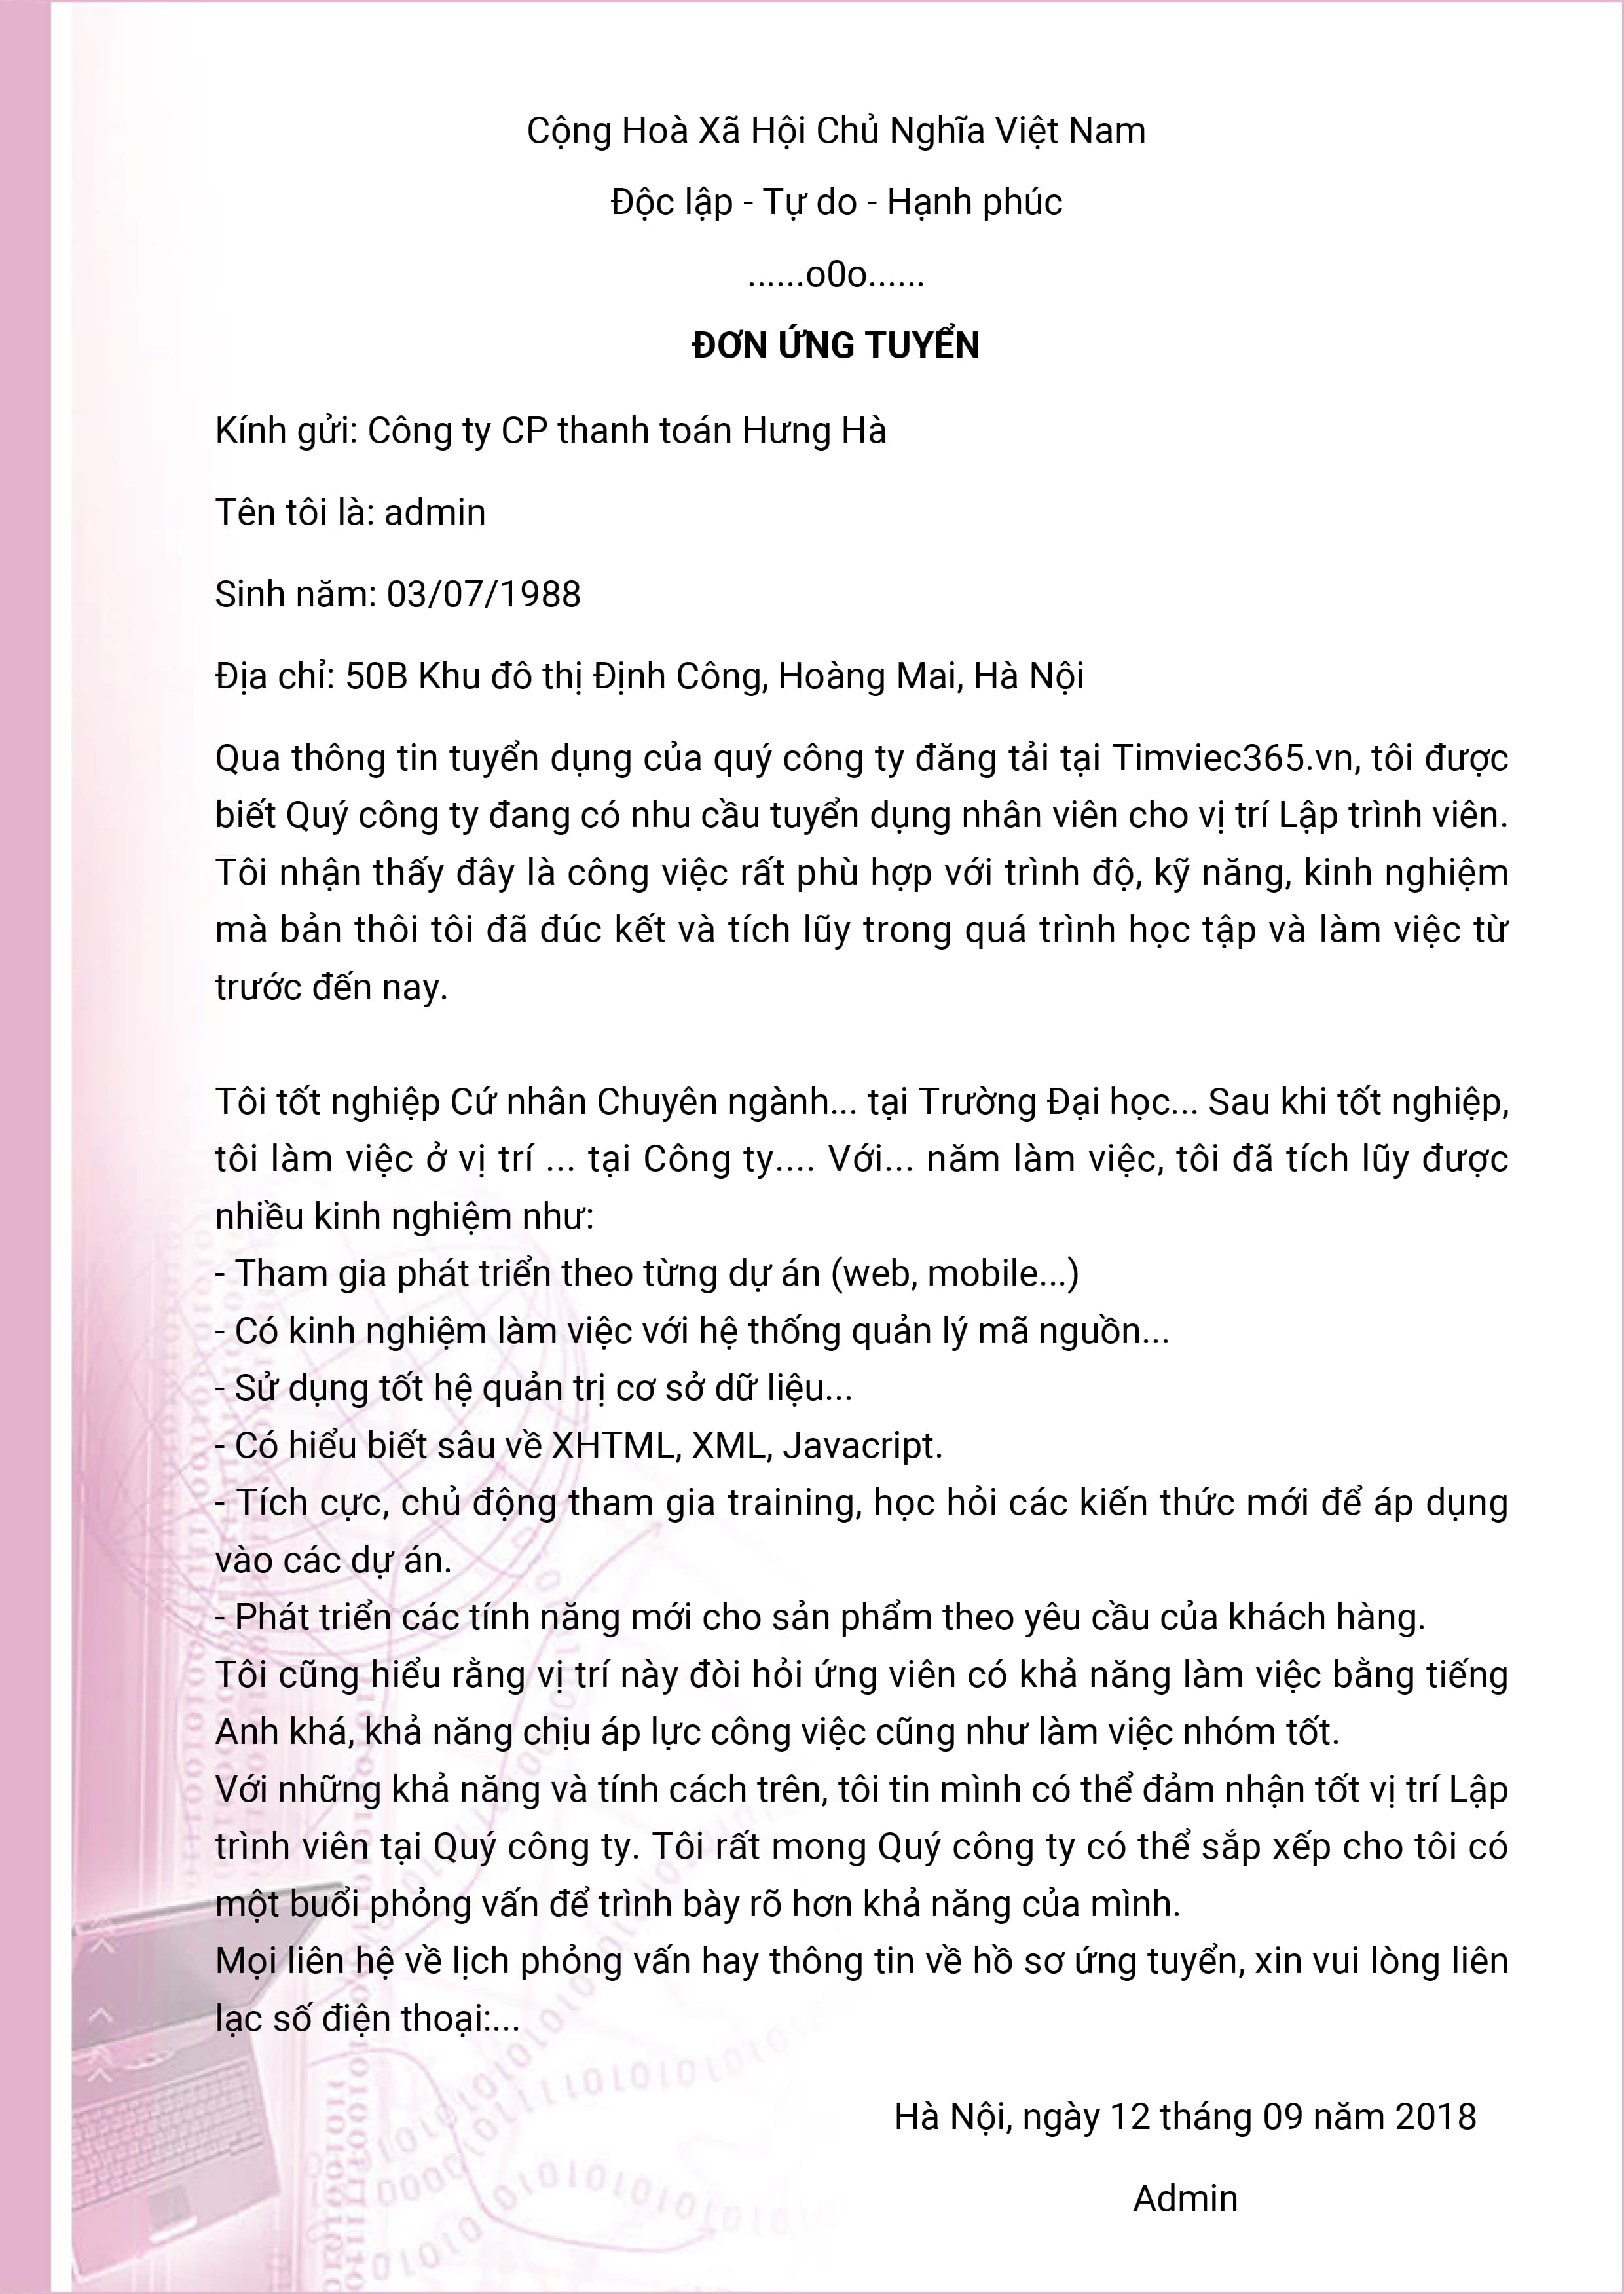 Cộng Hoà Xã Hội Chủ Nghĩa Việt Nam
Độc lập - Tự do - Hạnh phúc
......o0o......
ĐƠN ỨNG TUYỂN
Kính gửi: Công ty CP thanh toán Hưng Hà
Tên tôi là: admin
Sinh năm: 03/07/1988
Địa chỉ: 50B Khu đô thị Định Công, Hoàng Mai, Hà Nội
Qua thông tin tuyển dụng của quý công ty đăng tải tại Timviec365.vn, tôi được
biết Quý công ty đang có nhu cầu tuyển dụng nhân viên cho vị trí Lập trình viên.
Tôi nhận thấy đây là công việc rất phù hợp với trình độ, kỹ năng, kinh nghiệm
mà bản thôi tôi đã đúc kết và tích lũy trong quá trình học tập và làm việc từ
trước đến nay.
Tôi tốt nghiệp Cứ nhân Chuyên ngành... tại Trường Đại học... Sau khi tốt nghiệp,
tôi làm việc ở vị trí ... tại Công ty.... Với... năm làm việc, tôi đã tích lũy được
nhiều kinh nghiệm như:
- Tham gia phát triển theo từng dự án (web, mobile...)
- Có kinh nghiệm làm việc với hệ thống quản lý mã nguồn...
- Sử dụng tốt hệ quản trị cơ sở dữ liệu...
- Có hiểu biết sâu về XHTML, XML, Javacript.
- Tích cực, chủ động tham gia training, học hỏi các kiến thức mới để áp dụng
vào các dự án.
- Phát triển các tính năng mới cho sản phẩm theo yêu cầu của khách hàng.
Tôi cũng hiểu rằng vị trí này đòi hỏi ứng viên có khả năng làm việc bằng tiếng
Anh khá, khả năng chịu áp lực công việc cũng như làm việc nhóm tốt.
Với những khả năng và tính cách trên, tôi tin mình có thể đảm nhận tốt vị trí Lập
trình viên tại Quý công ty. Tôi rất mong Quý công ty có thể sắp xếp cho tôi có
một buổi phỏng vấn để trình bày rõ hơn khả năng của mình.
Mọi liên hệ về lịch phỏng vấn hay thông tin về hồ sơ ứng tuyển, xin vui lòng liên
lạc số điện thoại:...
Hà Nội, ngày 12 tháng 09 năm 2018
Admin